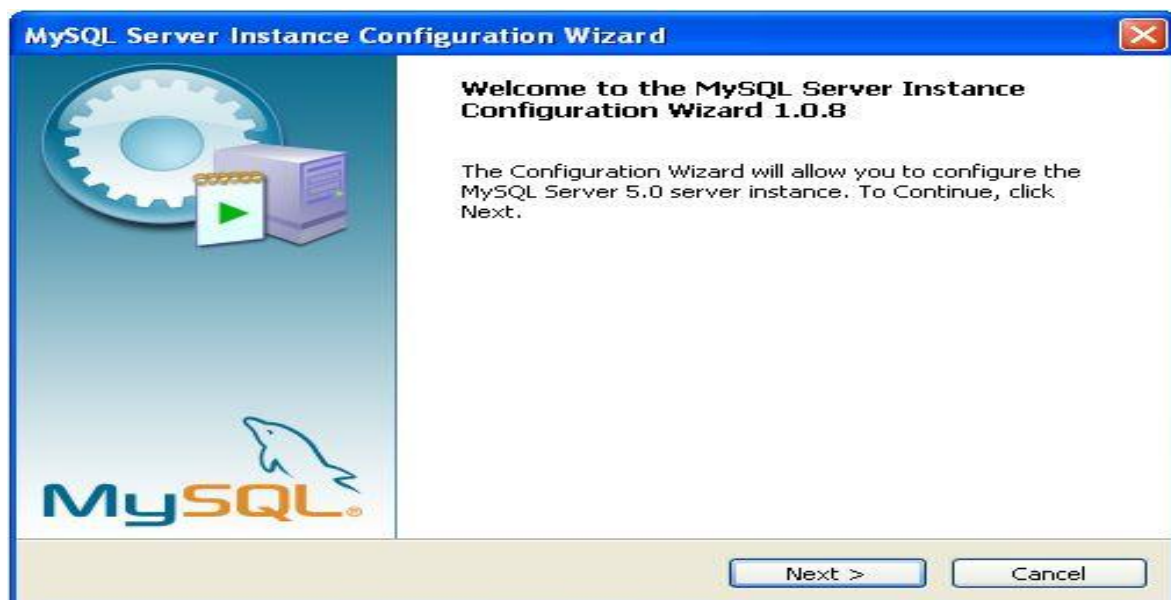 MySQL Server Instance Configuration Wizard
Welcome to the MySQL Server Instance
Configuration Wizard 1.0.8
The Configuration Wizard will allow you to configure the
MySQL Server 5.0 server instance. To Continue, click
Next.
MySQL®
Next >
Cancel